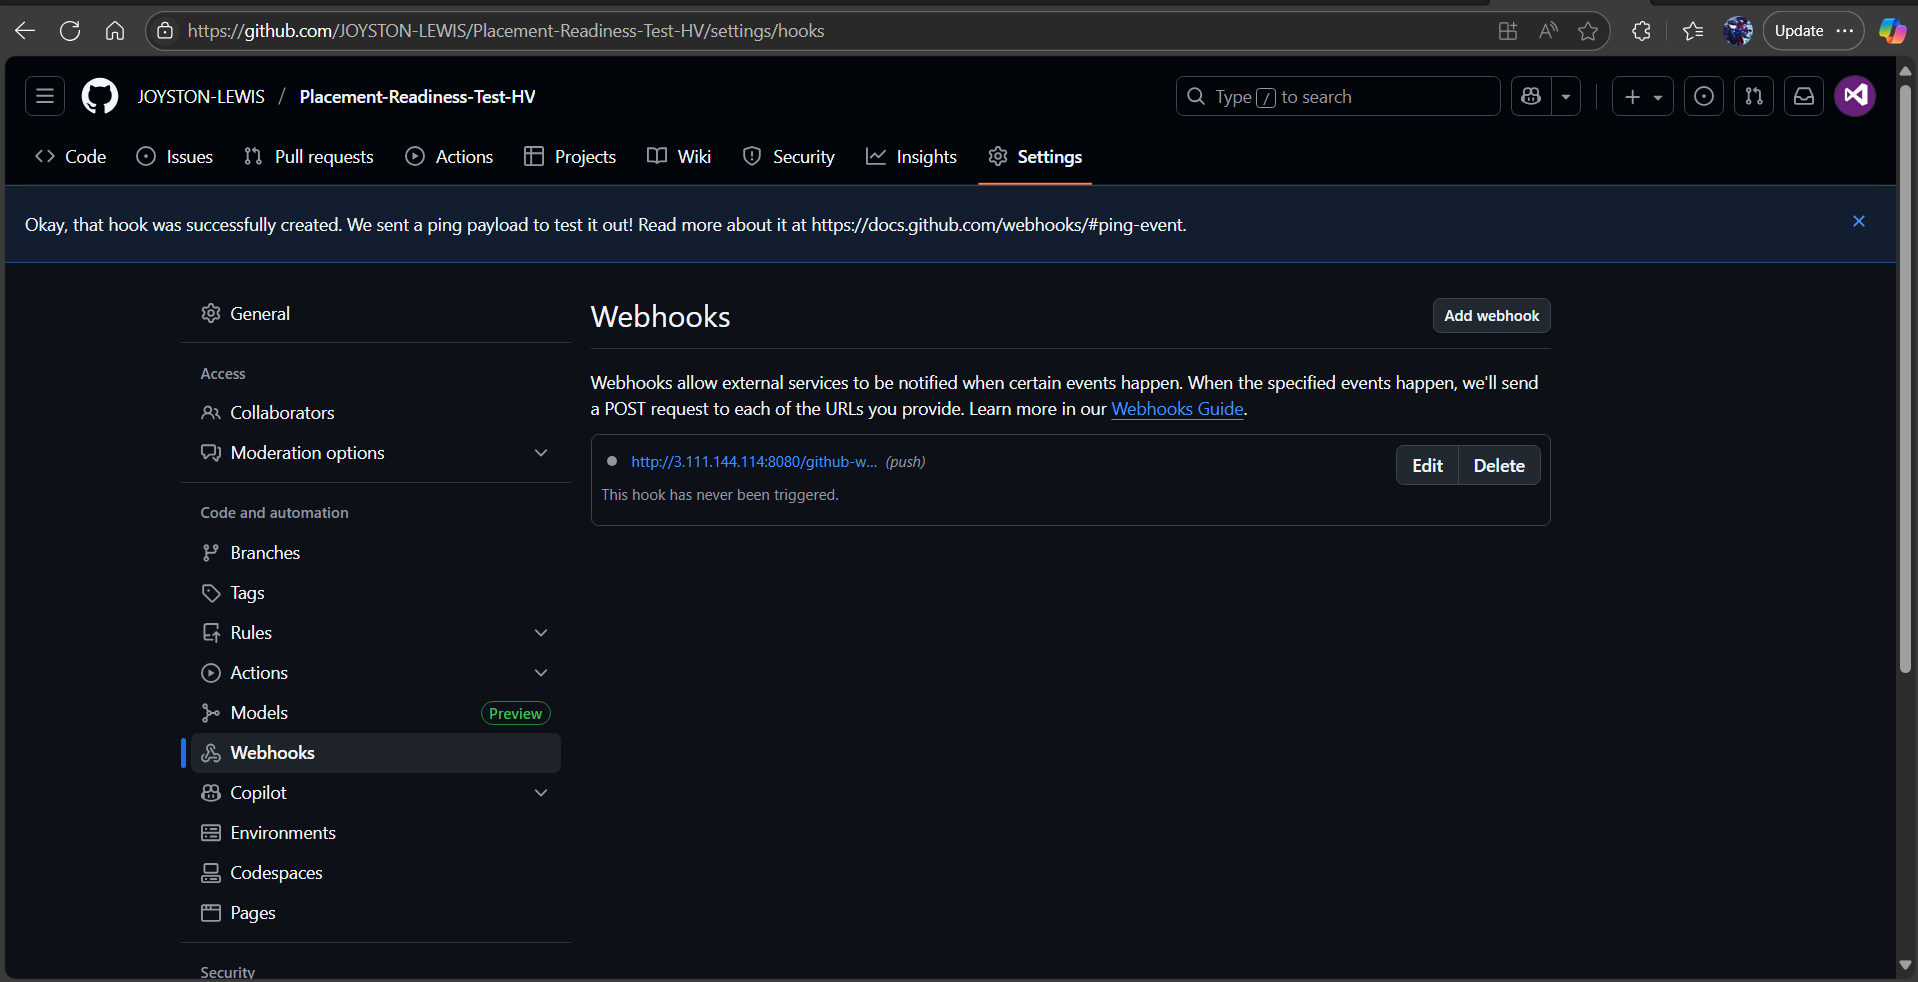 https://github.com/JOYSTON-LEWIS/Placement-Readiness-Test-HV/settings/hooks
Update
JOYSTON-LEWIS / Placement-Readiness-Test-HV
Type / to search
Code Issues Pull requests Actions Projects Wiki Security Insights Settings
Okay, that hook was successfully created. We sent a ping payload to test it out! Read more about it at https://docs.github.com/webhooks/#ping-event.
General
Access
Collaborators
Moderation options
Code and automation
Branches
Tags
Rules
Actions
Models Preview
Webhooks
Copilot
Environments
Codespaces
Pages
Security
Webhooks
Add webhook
Webhooks allow external services to be notified when certain events happen. When the specified events happen, we'll send
a POST request to each of the URLs you provide. Learn more in our Webhooks Guide.
http://3.111.144.114:8080/github-w... (push)
Edit Delete
This hook has never been triggered.